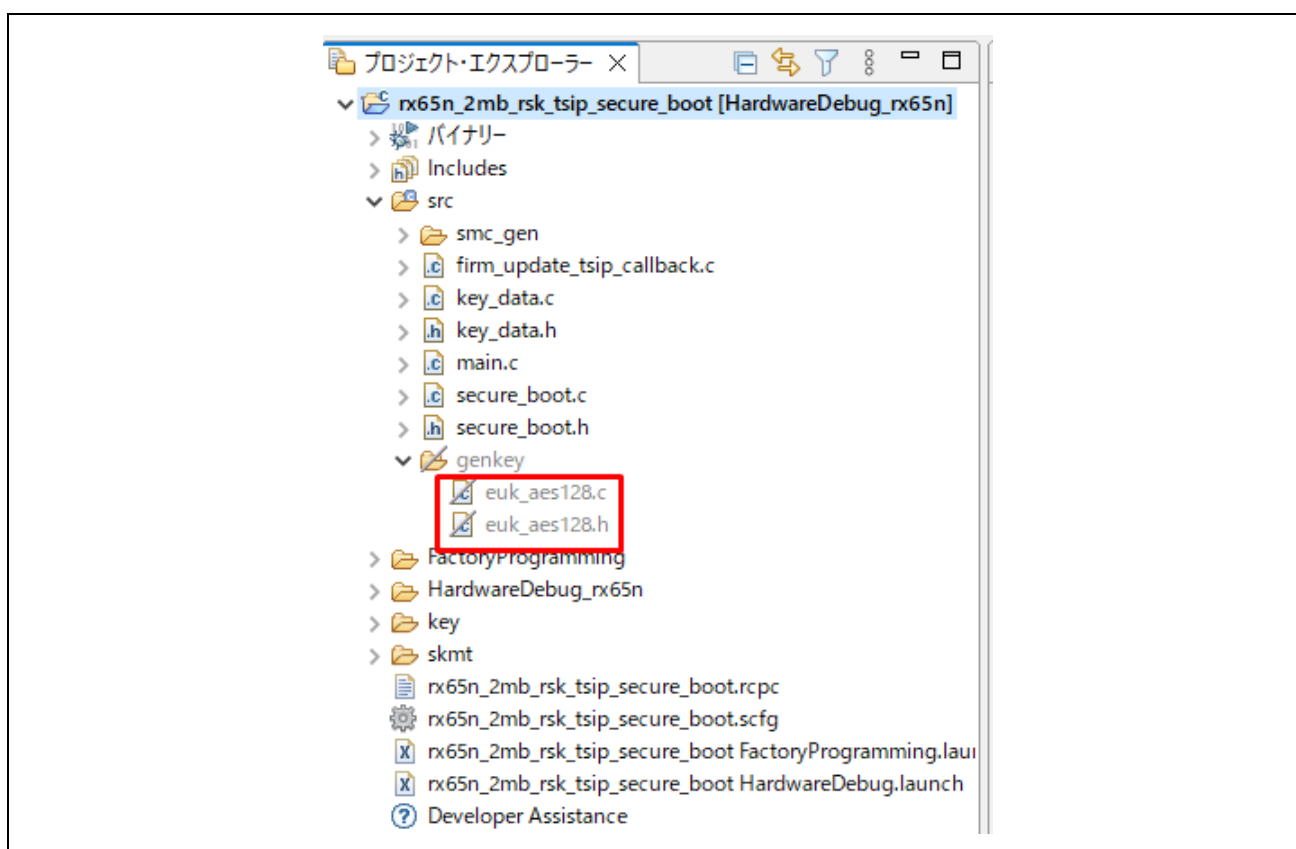 プロジェクト・エクスプローラー
rx65n_2mb_rsk_tsip_secure_boot [HardwareDebug_rx65n]
バイナリー
Includes
src
smc_gen
firm_update_tsip_callback.c
key_data.c
key_data.h
main.c
secure_boot.c
secure_boot.h
genkey
euk_aes128.c
euk_aes128.h
FactoryProgramming
HardwareDebug_rx65n
key
skmt
rx65n_2mb_rsk_tsip_secure_boot.rcpc
rx65n_2mb_rsk_tsip_secure_boot.scfg
rx65n_2mb_rsk_tsip_secure_boot FactoryProgramming.lau
rx65n_2mb_rsk_tsip_secure_boot HardwareDebug.launch
Developer Assistance